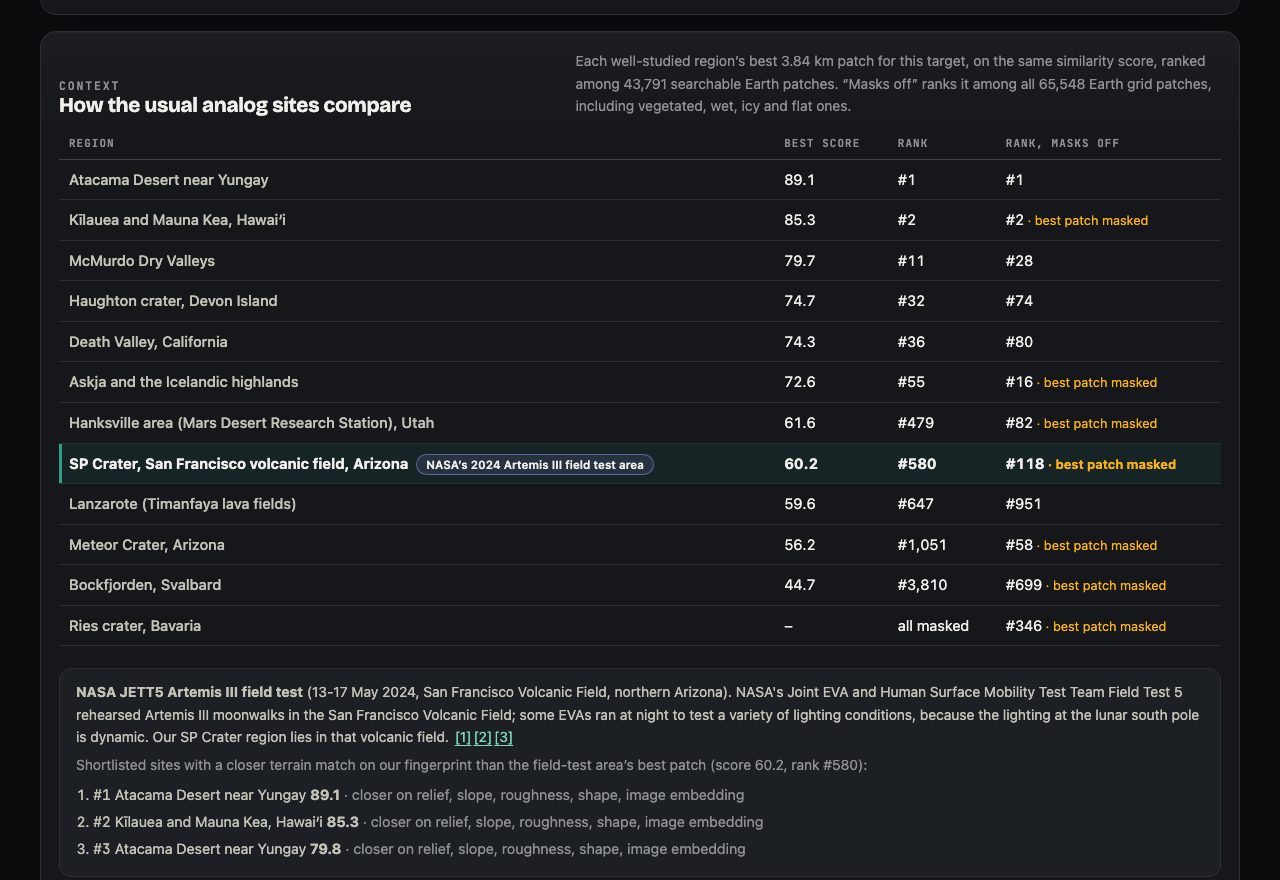 CONTEXT
How the usual analog sites compare
Each well-studied region's best 3.84 km patch for this target, on the same similarity score, ranked
among 43,791 searchable Earth patches. “Masks off” ranks it among all 65,548 Earth grid patches,
including vegetated, wet, icy and flat ones.
REGION BEST SCORE RANK RANK, MASKS OFF
Atacama Desert near Yungay 89.1 #1 #1
Kīlauea and Mauna Kea, Hawaiʻi 85.3 #2 #2 · best patch masked
McMurdo Dry Valleys 79.7 #11 #28
Haughton crater, Devon Island 74.7 #32 #74
Death Valley, California 74.3 #36 #80
Askja and the Icelandic highlands 72.6 #55 #16 · best patch masked
Hanksville area (Mars Desert Research Station), Utah 61.6 #479 #82 · best patch masked
SP Crater, San Francisco volcanic field, Arizona NASA's 2024 Artemis III field test area 60.2 #580 #118 · best patch masked
Lanzarote (Timanfaya lava fields) 59.6 #647 #951
Meteor Crater, Arizona 56.2 #1,051 #58 · best patch masked
Bockfjorden, Svalbard 44.7 #3,810 #699 · best patch masked
Ries crater, Bavaria – all masked #346 · best patch masked
NASA JETT5 Artemis III field test (13-17 May 2024, San Francisco Volcanic Field, northern Arizona). NASA's Joint EVA and Human Surface Mobility Test Team Field Test 5
rehearsed Artemis III moonwalks in the San Francisco Volcanic Field; some EVAs ran at night to test a variety of lighting conditions, because the lighting at the lunar south pole
is dynamic. Our SP Crater region lies in that volcanic field. [1] [2] [3]
Shortlisted sites with a closer terrain match on our fingerprint than the field-test area's best patch (score 60.2, rank #580):
1. #1 Atacama Desert near Yungay 89.1 · closer on relief, slope, roughness, shape, image embedding
2. #2 Kīlauea and Mauna Kea, Hawaiʻi 85.3 · closer on relief, slope, roughness, shape, image embedding
3. #3 Atacama Desert near Yungay 79.8 · closer on relief, slope, roughness, shape, image embedding